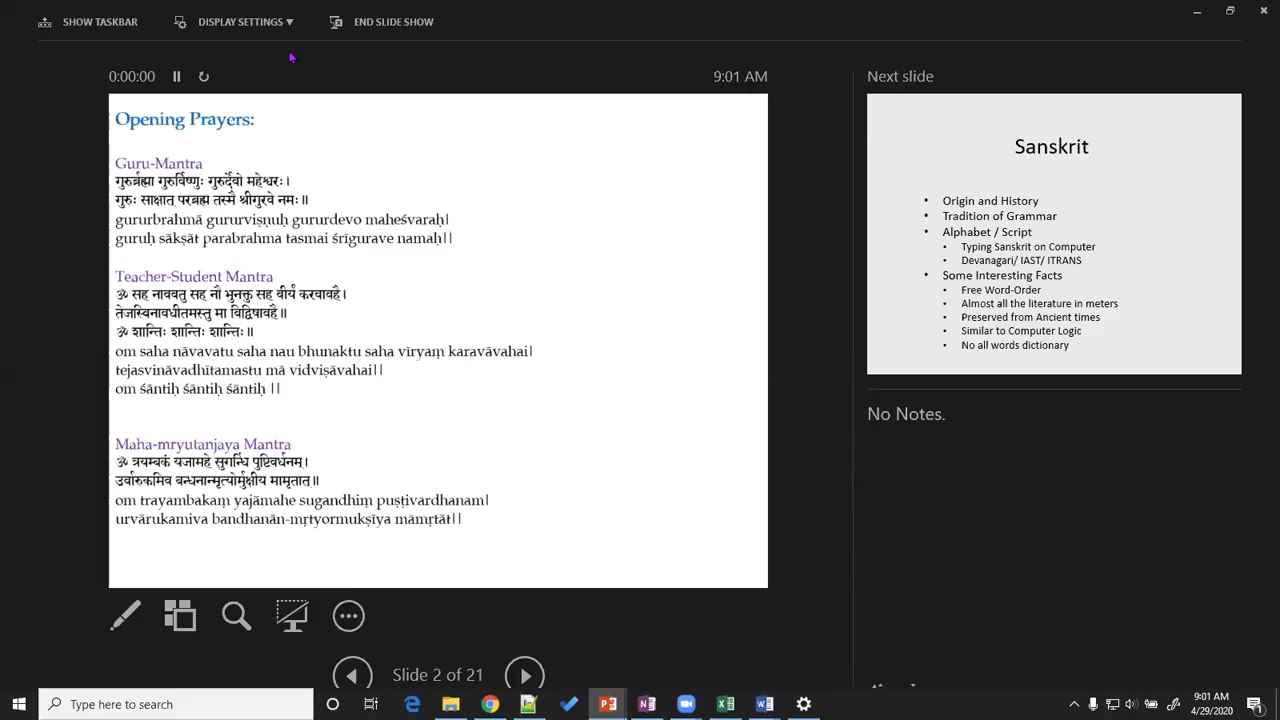 SHOW TASKBAR
DISPLAY SETTINGS ▼
END SLIDE SHOW
0:00:00
9:01 AM
Opening Prayers:
Guru-Mantra
गुरुर्ब्रह्मा गुरुर्विष्णुः गुरुर्देवो महेश्वरः।
गुरुः साक्षात् परब्रह्म तस्मै श्रीगुरवे नमः॥
gururbrahmā gururviṣṇuḥ gururdevo maheśvaraḥ|
guruḥ sākṣāt parabrahma tasmai śrīgurave namaḥ||
Teacher-Student Mantra
ॐ सह नाववतु सह नौ भुनक्तु सह वीर्यं करवावहै।
तेजस्विनावधीतमस्तु मा विद्विषावहै॥
ॐ शान्तिः शान्तिः शान्तिः॥
om saha nāvavatu saha nau bhunaktu saha vīryaṃ karavāvahai|
tejasvināvadhītamastu mā vidviṣāvahai||
om śāntiḥ śāntiḥ śāntiḥ ||
Maha-mryutanjaya Mantra
ॐ त्रयम्बकं यजामहे सुगन्धिं पुष्टिवर्धनम्।
उर्वारुकमिव बन्धनान्मृत्योर्मुक्षीय मामृतात्॥
om trayambakaṃ yajāmahe sugandhiṃ puṣṭivardhanam|
urvārukamiva bandhanān-mṛtyormukṣīya māmṛtāt||
Slide 2 of 21
Next slide
Sanskrit
• Origin and History
• Tradition of Grammar
• Alphabet / Script
• Typing Sanskrit on Computer
• Devanagari/ IAST/ ITRANS
• Some Interesting Facts
• Free Word-Order
• Almost all the literature in meters
• Preserved from Ancient times
• Similar to Computer Logic
• No all words dictionary
No Notes.
Type here to search
9:01 AM
4/29/2020